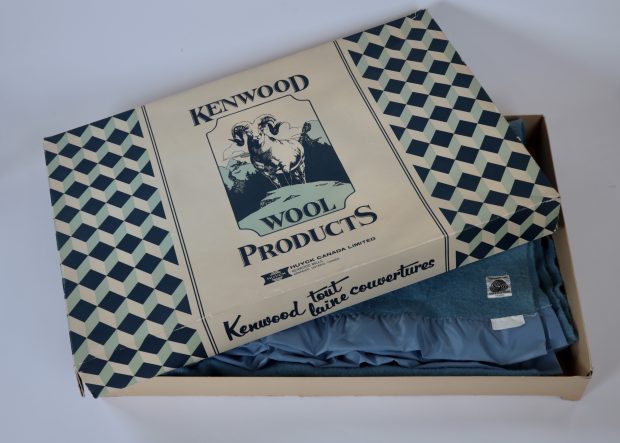 KENWOOD
WOOL
PRODUCTS
HUYCK CANADA LIMITED
Kenwood tout
laine couvertures